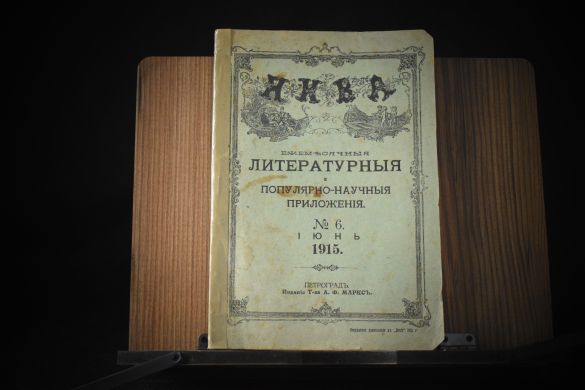 НИВА
ЕЖЕМѢСЯЧНЫЯ
ЛИТЕРАТУРНЫЯ
и
ПОПУЛЯРНО-НАУЧНЫЯ
ПРИЛОЖЕНІЯ.
№ 6.
ІЮНЬ
1915.
ПЕТРОГРАДЪ.
Изданіе Т-ва А. Ф. МАРКСЪ.